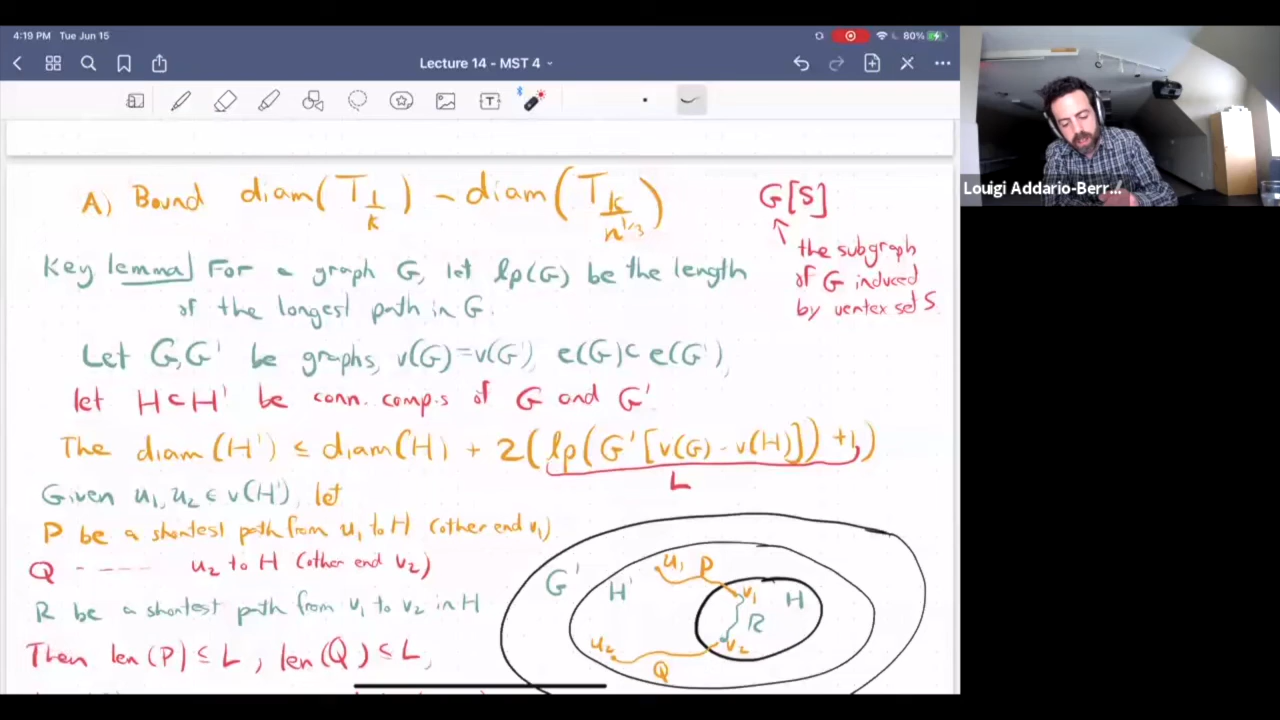 4:19 PM Tue Jun 15
80%
Lecture 14 - MST 4
Louigi Addario-Berr...
A) Bound diam(T_{1/k}) - diam(T_{k/n^{1/3}})
G[S]
the subgraph
of G induced
by vertex set S
Key lemma] For a graph G, let lp(G) be the length
of the longest path in G.
Let G, G' be graphs, v(G)=v(G'), e(G)⊂e(G'),
let H⊂H' be conn. comps of G and G'.
The diam(H') ≤ diam(H) + 2(lp(G'[v(G)-v(H)])+1)
L
Given u₁,u₂ ∈ v(H'), let
P be a shortest path from u₁ to H (other end v₁)
Q ---- u₂ to H (other end v₂)
R be a shortest path from v₁ to v₂ in H
Then len(P) ≤ L, len(Q) ≤ L,
G'
H'
u₁
P
v₁
H
R
u₂
v₂
Q